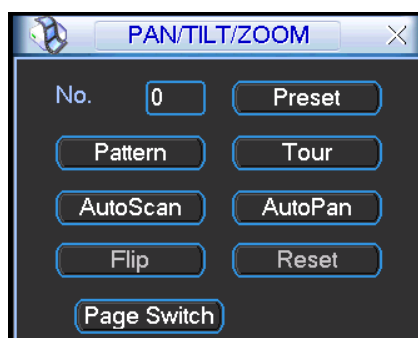 PAN/TILT/ZOOM
No. 0 Preset
Pattern Tour
AutoScan AutoPan
Flip Reset
Page Switch